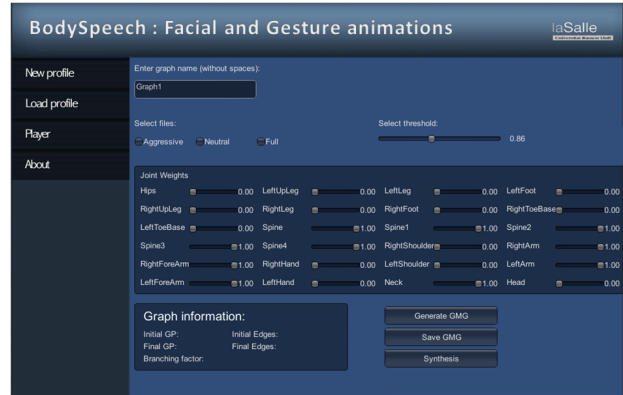 BodySpeech : Facial and Gesture animations
laSalle
New profile
Load profile
Player
About
Enter graph name (without spaces):
Graph1
Select files:
Aggressive Neutral Full
Select threshold:
0.86
Joint Weights
Hips 0.00 LeftUpLeg 0.00 LeftLeg 0.00 LeftFoot 0.00
RightUpLeg 0.00 RightLeg 0.00 RightFoot 0.00 RightToeBase 0.00
LeftToeBase 0.00 Spine 1.00 Spine1 1.00 Spine2 1.00
Spine3 1.00 Spine4 1.00 RightShoulder 0.00 RightArm 1.00
RightForeArm 1.00 RightHand 0.00 LeftShoulder 0.00 LeftArm 1.00
LeftForeArm 1.00 LeftHand 0.00 Neck 1.00 Head 0.00
Graph information:
Initial GP: Initial Edges:
Final GP: Final Edges:
Branching factor:
Generate GMG
Save GMG
Synthesis